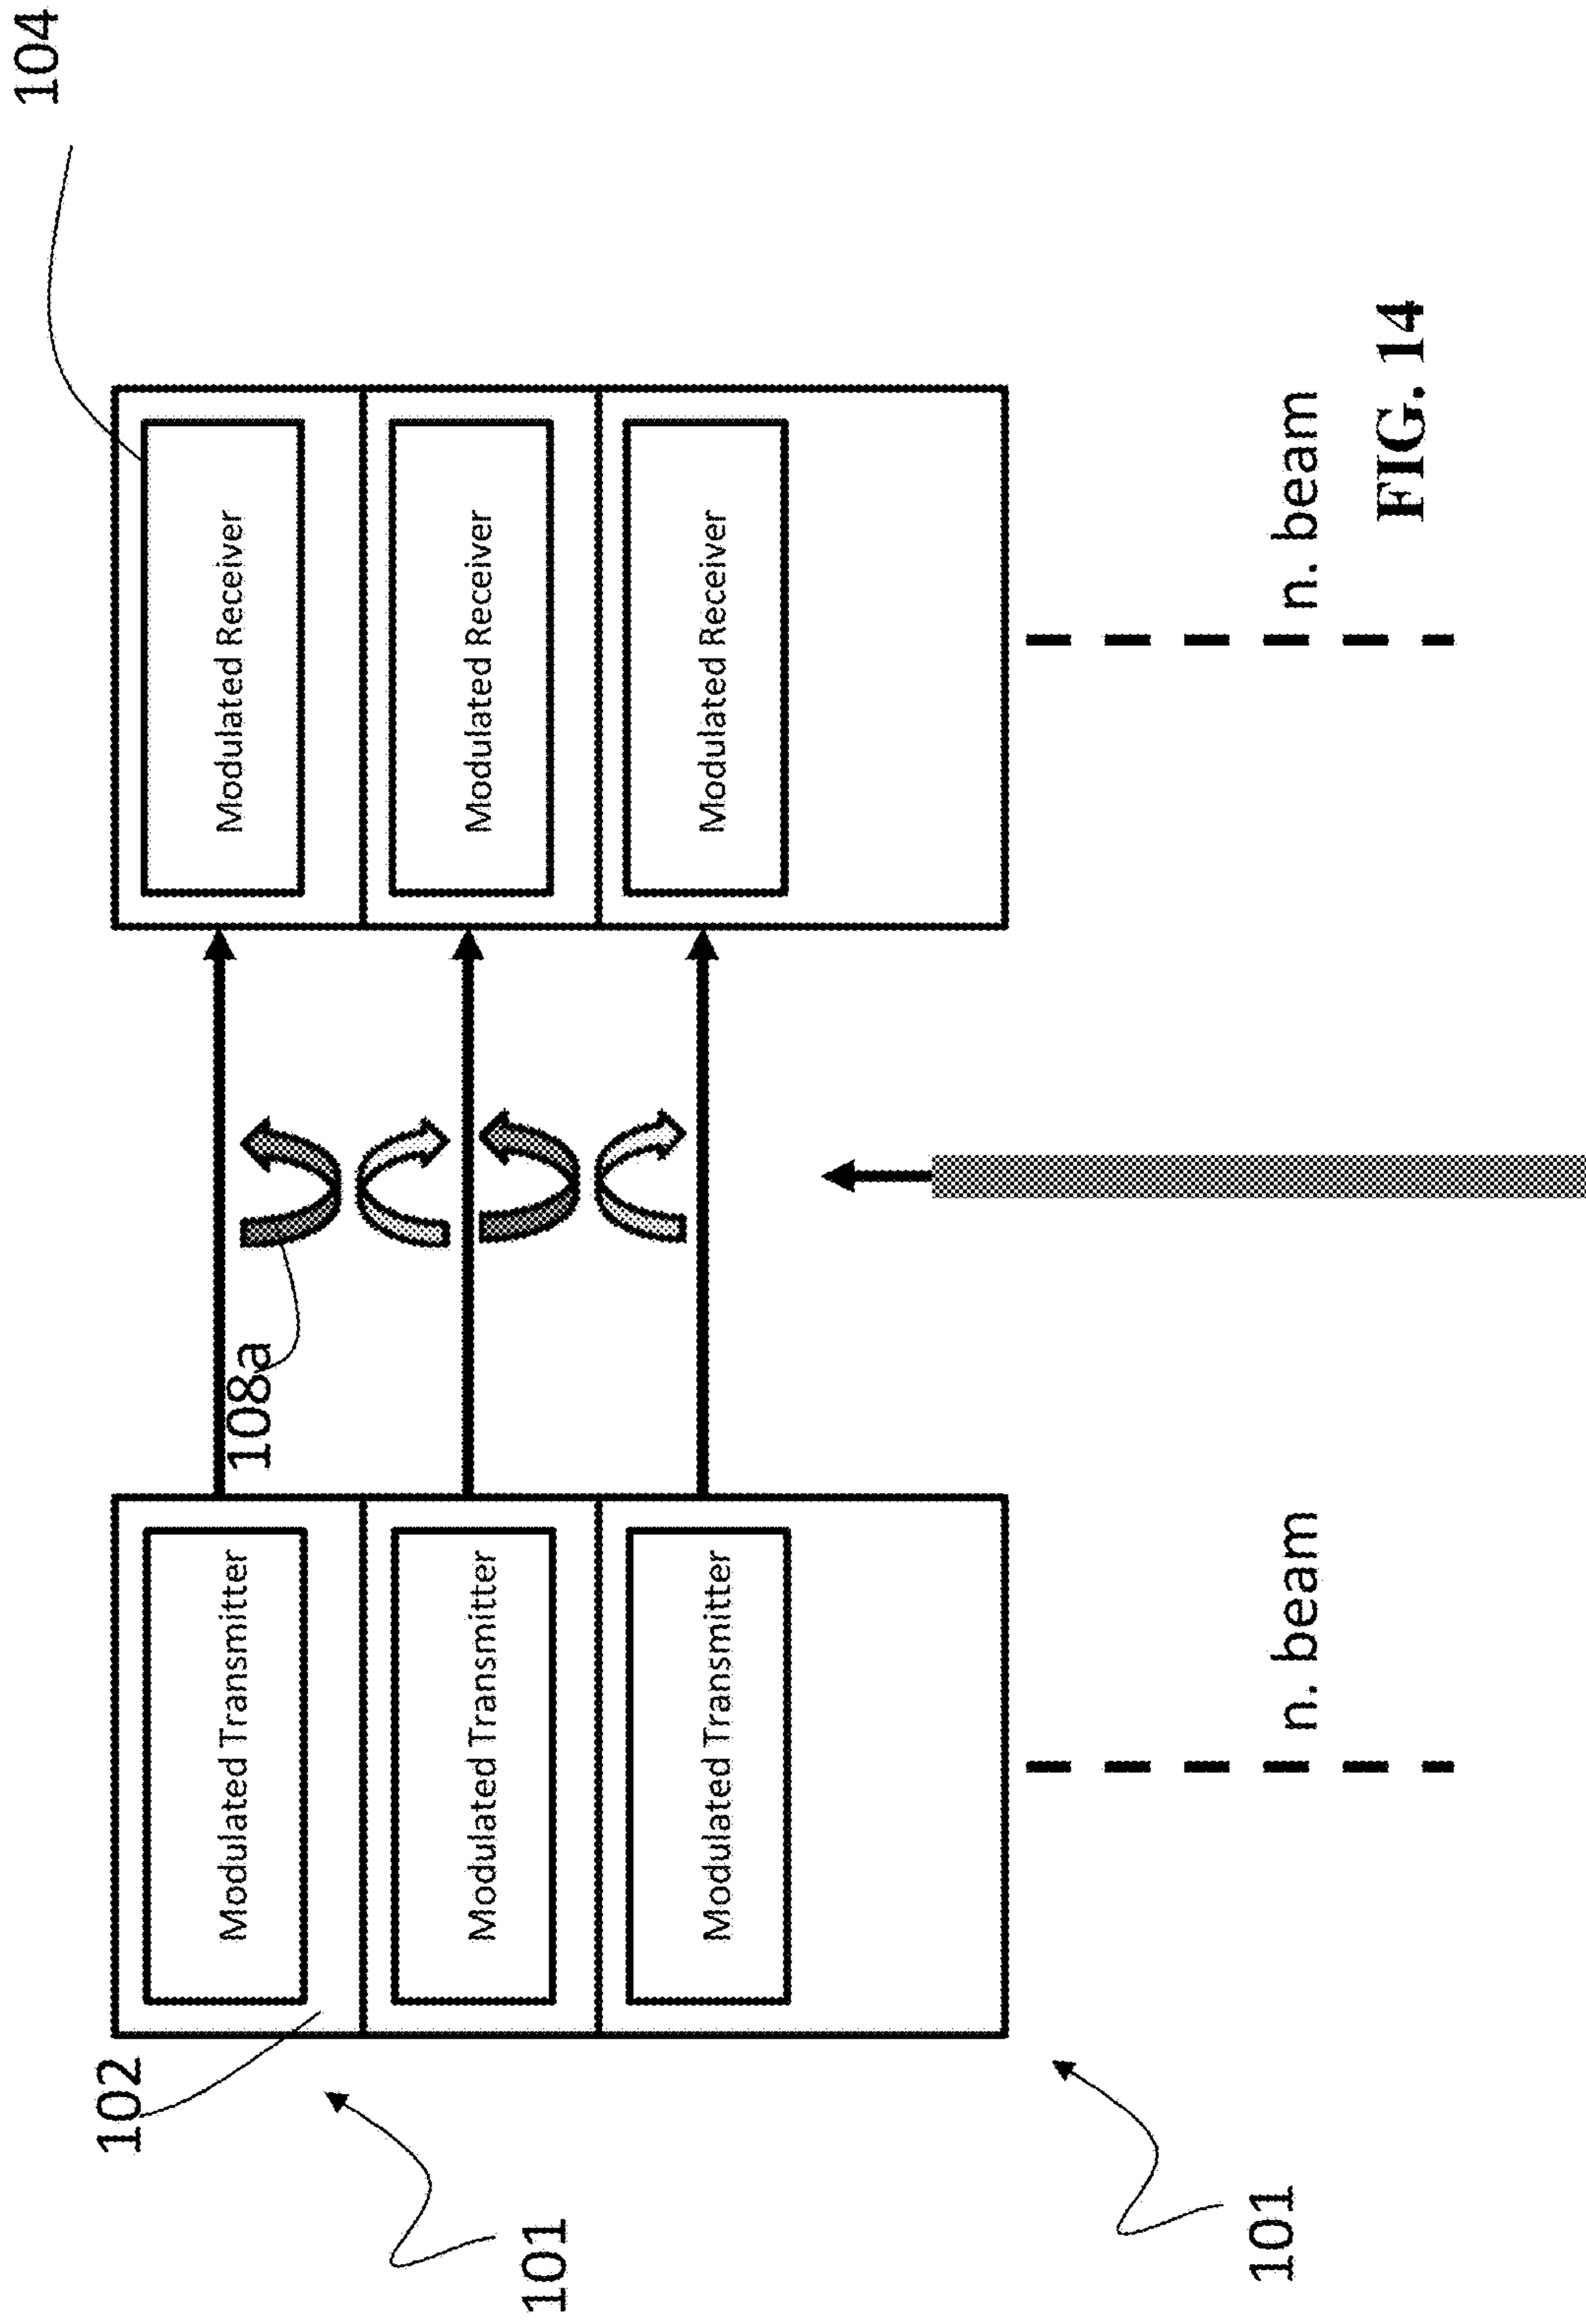 104
Modulated Receiver
Modulated Receiver
Modulated Receiver
n. beam
FIG. 14
108a
Modulated Transmitter
Modulated Transmitter
Modulated Transmitter
n. beam
102
101
101